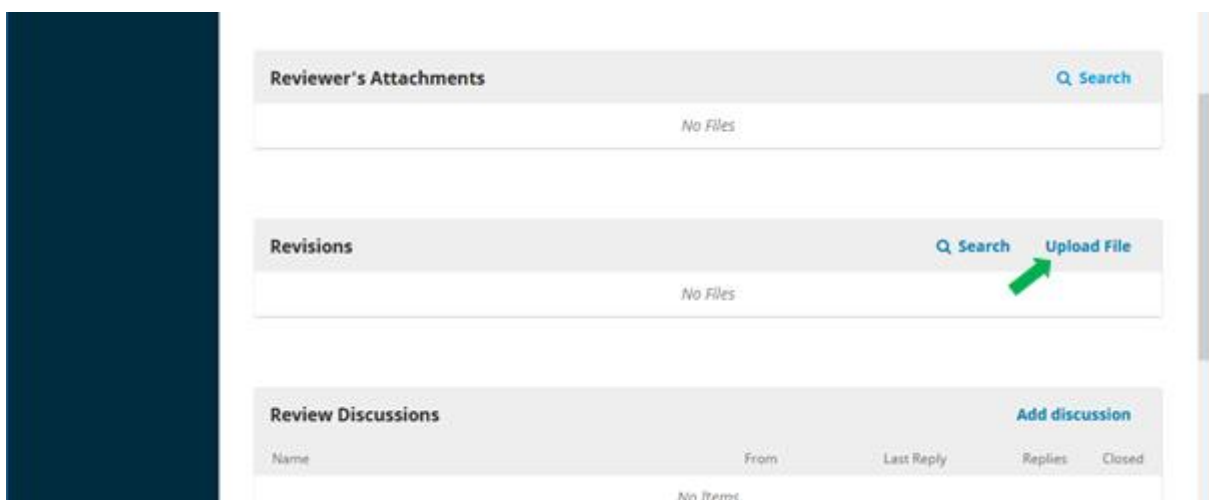 Reviewer's Attachments Search
No Files
Revisions Search Upload File
No Files
Review Discussions Add discussion
Name From Last Reply Replies Closed
No Items